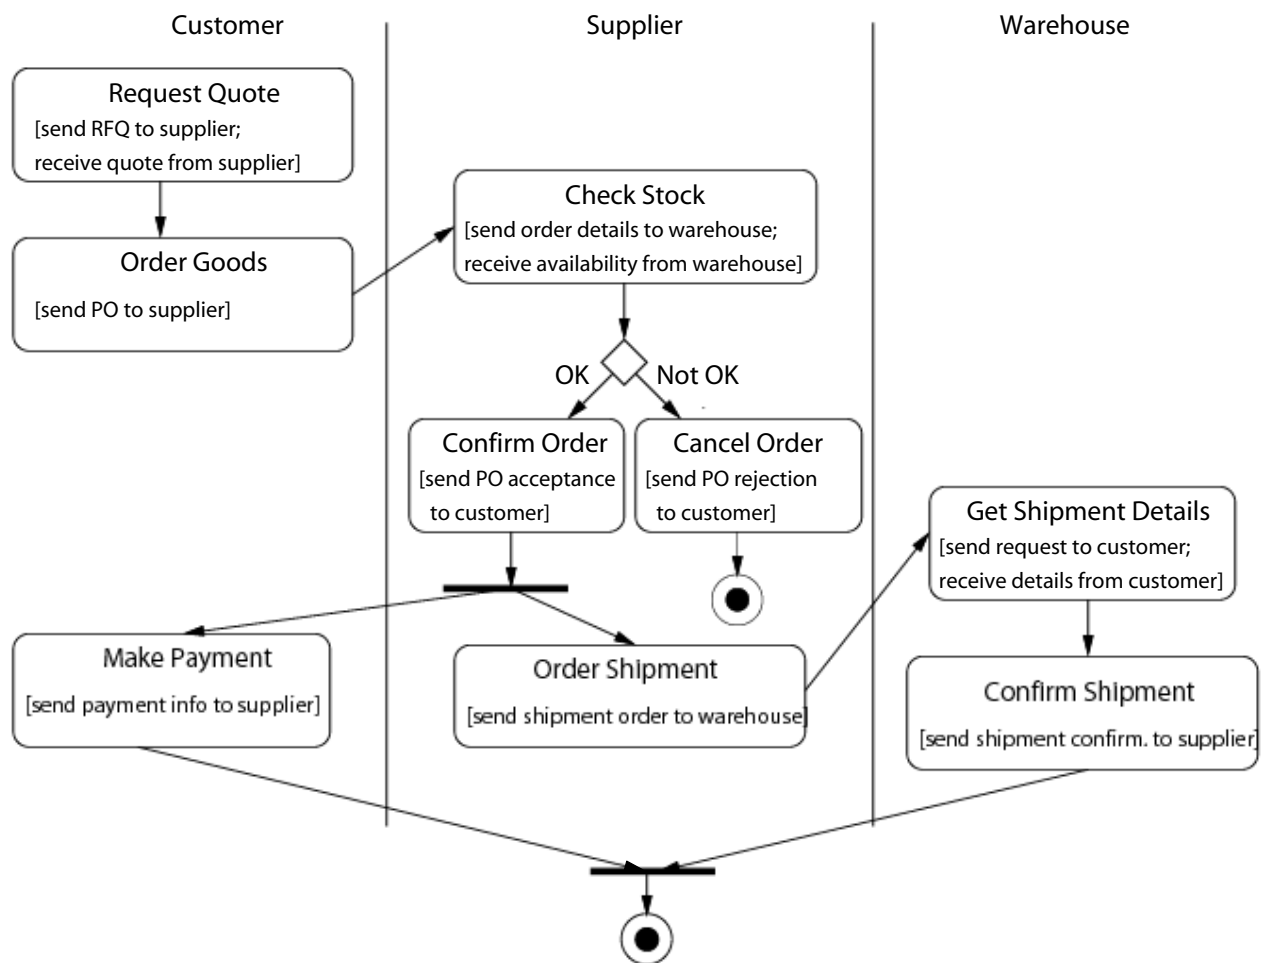 Customer
Supplier
Warehouse
Request Quote
[send RFQ to supplier;
receive quote from supplier]
Order Goods
[send PO to supplier]
Check Stock
[send order details to warehouse;
receive availability from warehouse]
OK
Not OK
Confirm Order
[send PO acceptance
to customer]
Cancel Order
[send PO rejection
to customer]
Get Shipment Details
[send request to customer;
receive details from customer]
Make Payment
[send payment info to supplier]
Order Shipment
[send shipment order to warehouse]
Confirm Shipment
[send shipment confirm. to supplier]